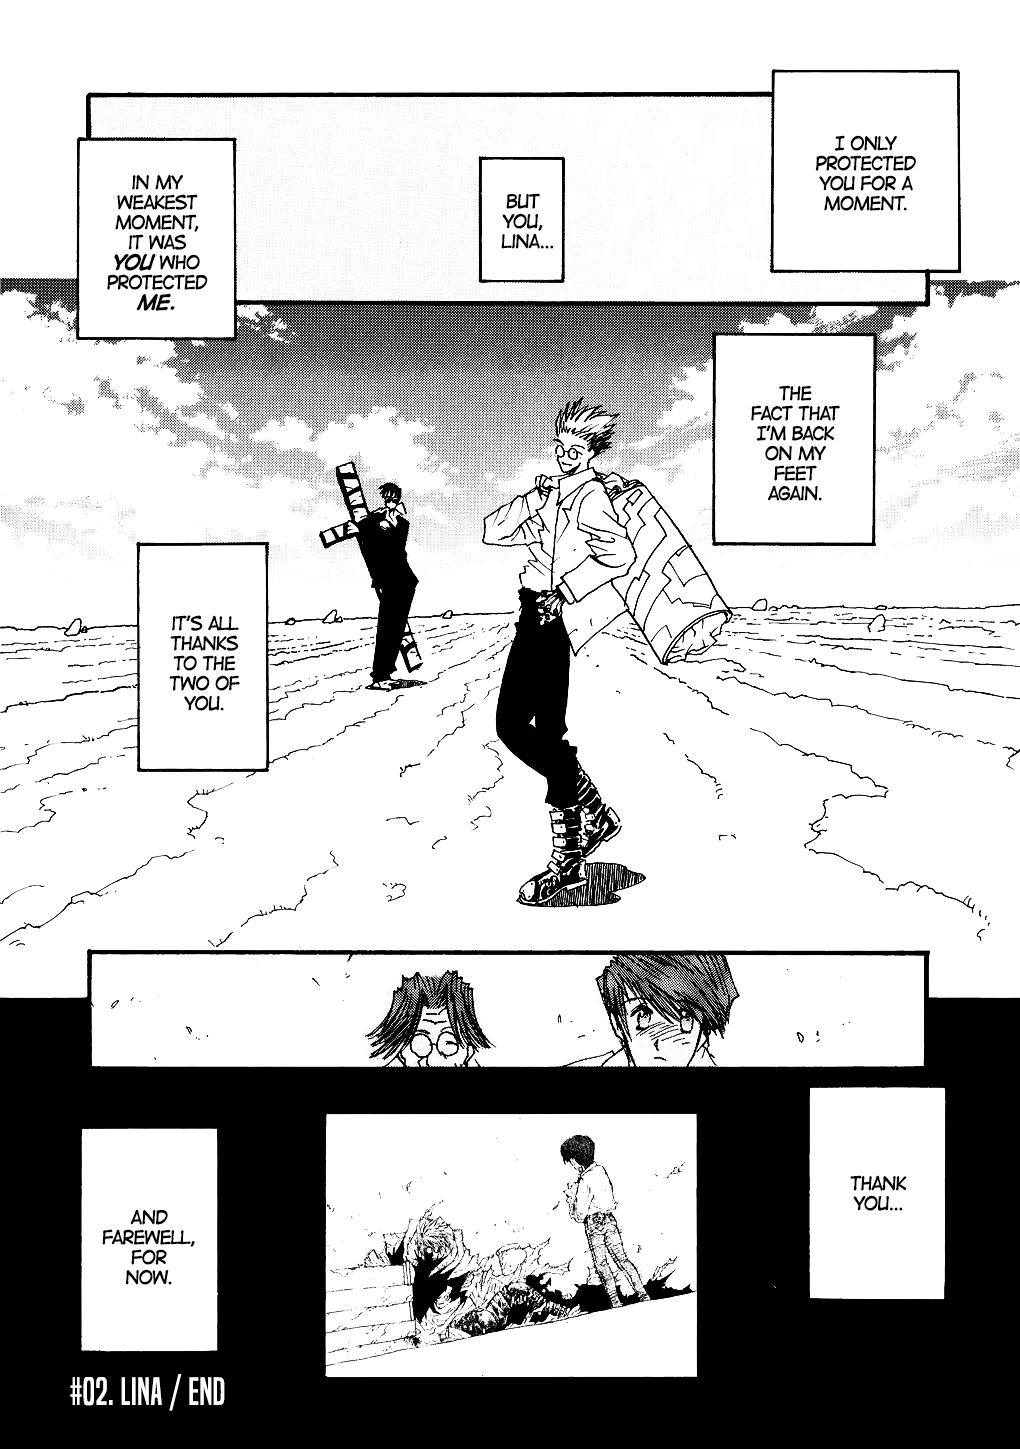 I ONLY
PROTECTED
YOU FOR A
MOMENT.
BUT
YOU,
LINA...
IN MY
WEAKEST
MOMENT,
IT WAS
YOU WHO
PROTECTED
ME.
THE
FACT THAT
I'M BACK
ON MY
FEET
AGAIN.
IT'S ALL
THANKS
TO THE
TWO OF
YOU.
THANK
YOU...
AND
FAREWELL,
FOR
NOW.
#02. LINA / END